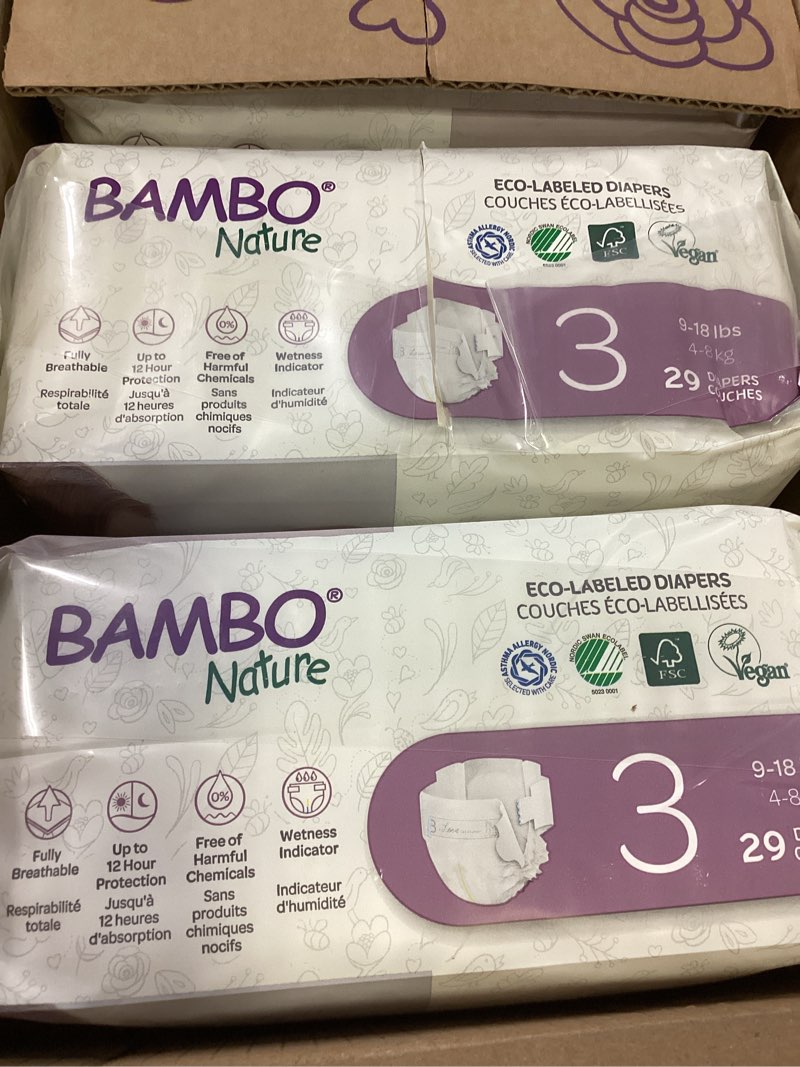 BAMBO®
Nature
ECO-LABELED DIAPERS
COUCHES ÉCO-LABELLISÉES
ASTHMA ALLERGY NORDIC
SELECTED WITH CARE
NORDIC SWAN ECOLABEL
5023 0001
FSC
Vegan
Fully
Breathable
Respirabilité
totale
Up to
12 Hour
Protection
Jusqu'à
12 heures
d'absorption
0%
Free of
Harmful
Chemicals
Sans
produits
chimiques
nocifs
Wetness
Indicator
Indicateur
d'humidité
3
3
9-18 lbs
4-8kg
29 DIAPERS
COUCHES
BAMBO®
Nature
ECO-LABELED DIAPERS
COUCHES ÉCO-LABELLISÉES
ASTHMA ALLERGY NORDIC
SELECTED WITH CARE
NORDIC SWAN ECOLABEL
5023 0001
FSC
Vegan
Fully
Breathable
Respirabilité
totale
Up to
12 Hour
Protection
Jusqu'à
12 heures
d'absorption
0%
Free of
Harmful
Chemicals
Sans
produits
chimiques
nocifs
Wetness
Indicator
Indicateur
d'humidité
3
3
9-18
4-8
29